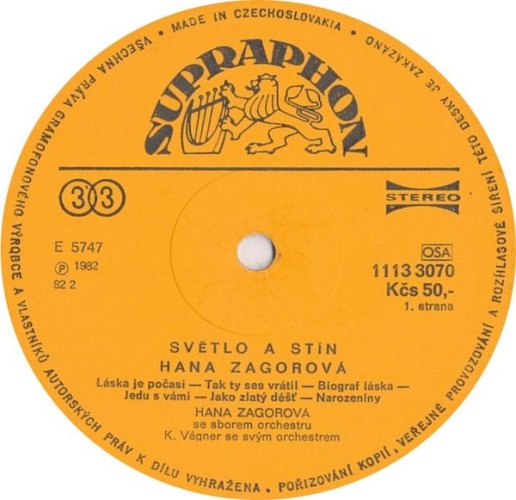 SUPRAPHON
33
STEREO
E 5747
℗ 1982
82 2
OSA
1113 3070
Kčs 50,-
1. strana
SVĚTLO A STÍN
HANA ZAGOROVÁ
Láska je počasí — Tak ty ses vrátil — Biograf láska —
Jedu s vámi — Jako zlatý déšť — Narozeniny
HANA ZAGOROVÁ
se sborem orchestru
K. Vágner se svým orchestrem
• MADE IN CZECHOSLOVAKIA •
VŠECHNA PRÁVA GRAMOFONOVÉHO VÝROBCE A VLASTNÍKŮ AUTORSKÝCH PRÁV K DÍLU VYHRAŽENA. POŘIZOVÁNÍ KOPIÍ, VEŘEJNÉ PROVOZOVÁNÍ A ROZHLASOVÉ ŠÍŘENÍ TÉTO DESKY JE ZAKÁZÁNO